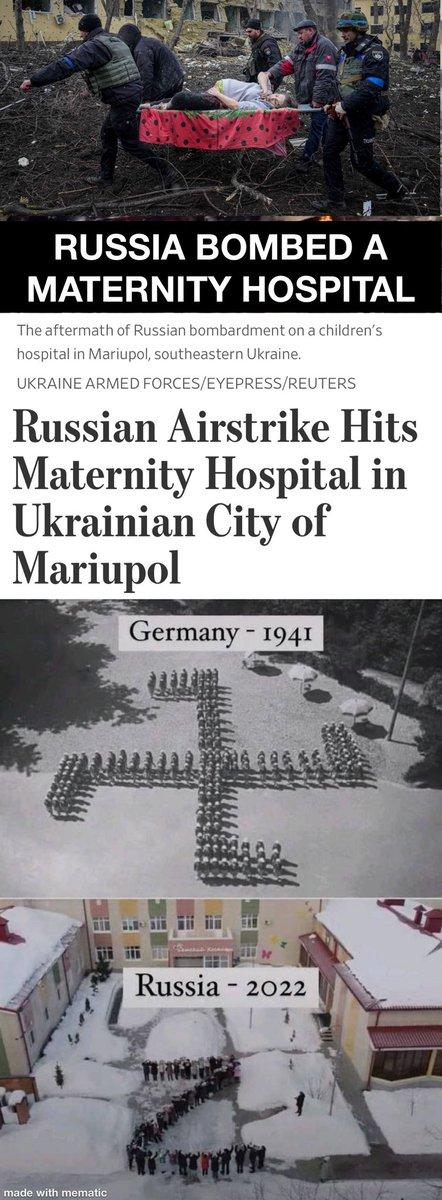 RUSSIA BOMBED A
MATERNITY HOSPITAL
The aftermath of Russian bombardment on a children's
hospital in Mariupol, southeastern Ukraine.
UKRAINE ARMED FORCES/EYEPRESS/REUTERS
Russian Airstrike Hits
Maternity Hospital in
Ukrainian City of
Mariupol
Germany - 1941
Russia - 2022
made with mematic